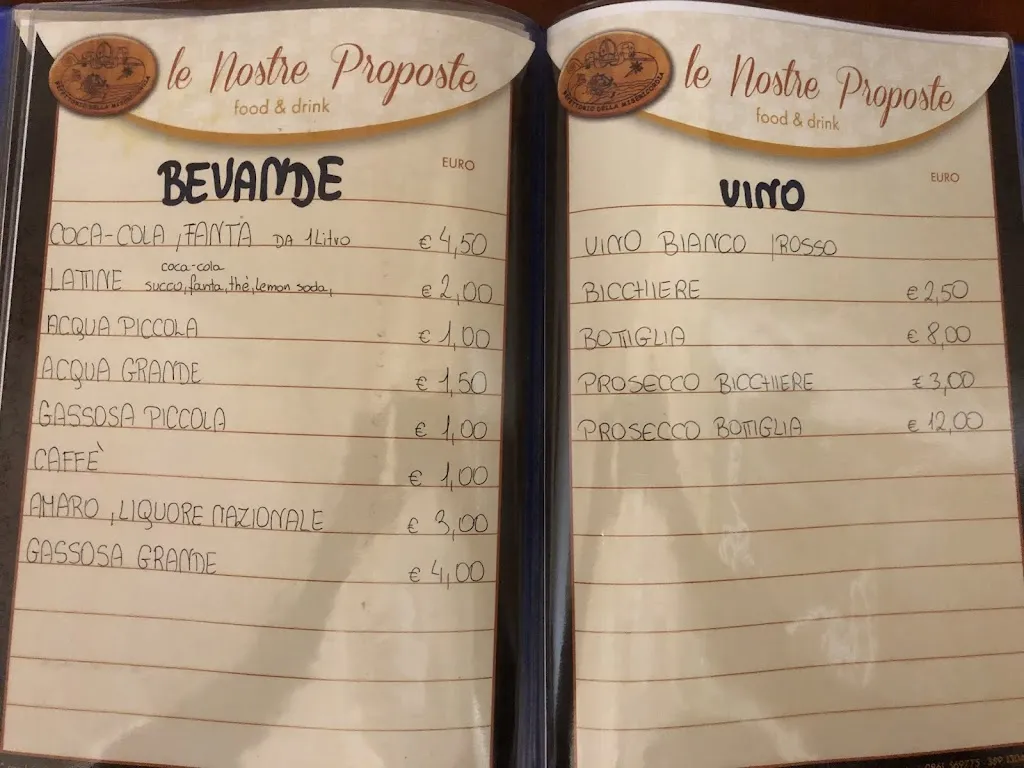 le Nostre Proposte
food & drink
BEVANDE
EURO
COCA-COLA, FANTA DA 1 Litro € 4,50
LATTINE coca-cola
succo, fanta, thè, lemon soda, € 2,00
ACQUA PICCOLA € 1,00
ACQUA GRANDE € 1,50
GASSOSA PICCOLA € 1,00
CAFFÈ € 1,00
AMARO, LIQUORE NAZIONALE € 3,00
GASSOSA GRANDE € 4,00
le Nostre Proposte
food & drink
VINO
EURO
VINO BIANCO |ROSSO
BICCHIERE € 2,50
BOTTIGLIA € 8,00
PROSECCO BICCHIERE € 3,00
PROSECCO BOTTIGLIA € 12,00